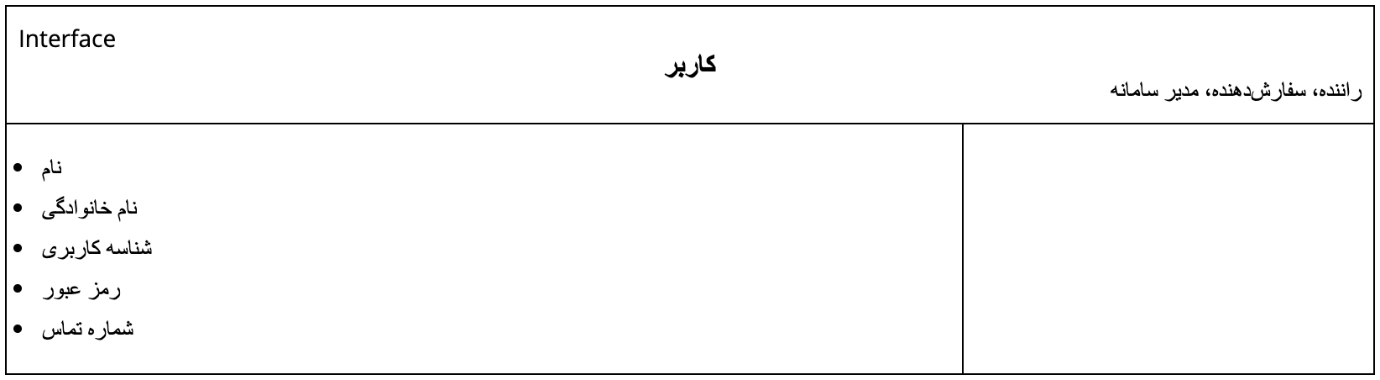 Interface
کاربر
راننده، سفارش‌دهنده، مدیر سامانه
• نام
• نام خانوادگی
• شناسه کاربری
• رمز عبور
• شماره تماس